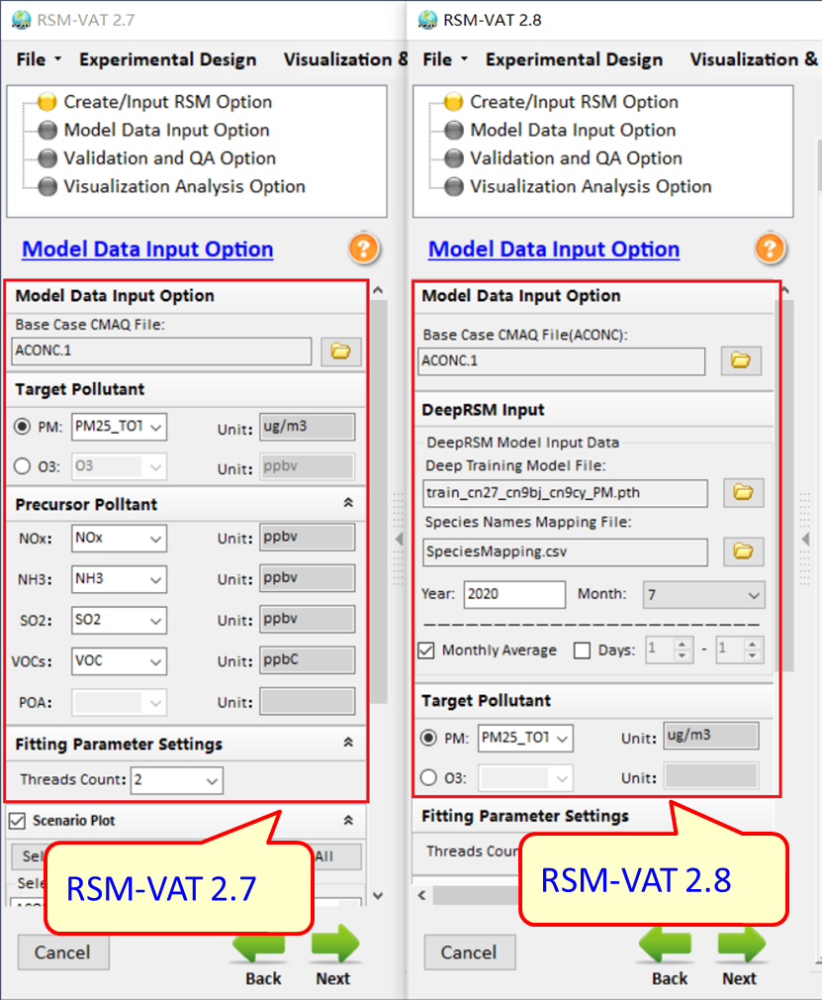 RSM-VAT 2.7
File Experimental Design Visualization &
Create/Input RSM Option
Model Data Input Option
Validation and QA Option
Visualization Analysis Option
Model Data Input Option
?
Model Data Input Option
Base Case CMAQ File:
ACONC.1
Target Pollutant
PM: PM25_TOT Unit: ug/m3
O3: O3 Unit: ppbv
Precursor Polltant
NOx: NOx Unit: ppbv
NH3: NH3 Unit: ppbv
SO2: SO2 Unit: ppbv
VOCs: VOC Unit: ppbC
POA: Unit:
Fitting Parameter Settings
Threads Count: 2
Scenario Plot
Sel All
Sele
RSM-VAT 2.7
Cancel Back Next
RSM-VAT 2.8
File Experimental Design Visualization &
Create/Input RSM Option
Model Data Input Option
Validation and QA Option
Visualization Analysis Option
Model Data Input Option
?
Model Data Input Option
Base Case CMAQ File(ACONC):
ACONC.1
DeepRSM Input
DeepRSM Model Input Data
Deep Training Model File:
train_cn27_cn9bj_cn9cy_PM.pth
Species Names Mapping File:
SpeciesMapping.csv
Year: 2020 Month: 7
Monthly Average Days: 1 - 1
Target Pollutant
PM: PM25_TOT Unit: ug/m3
O3: Unit:
Fitting Parameter Settings
Threads Coun
RSM-VAT 2.8
Cancel Back Next